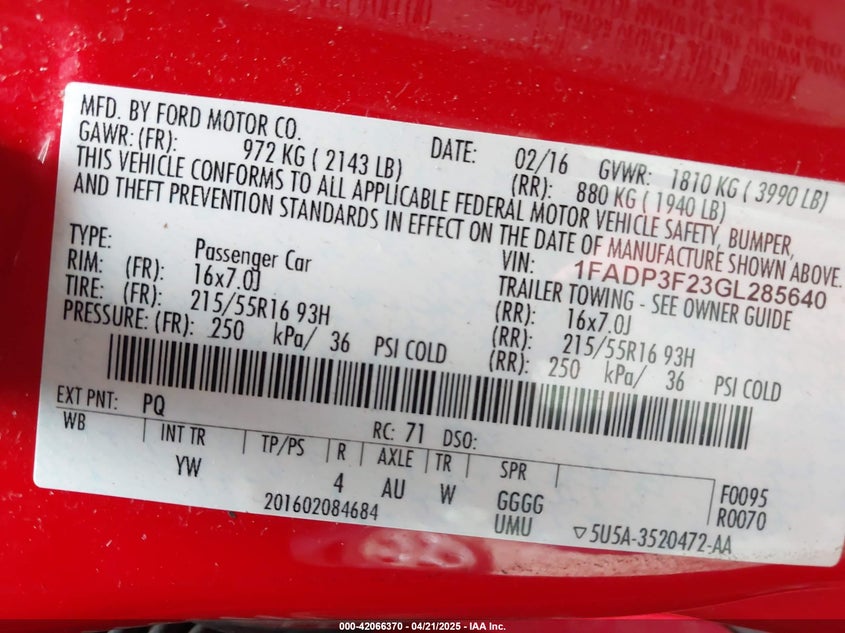 MFD. BY FORD MOTOR CO.
DATE: 02/16 GVWR: 1810 KG ( 3990 LB)
GAWR: (FR): 972 KG ( 2143 LB) (RR): 880 KG ( 1940 LB)
THIS VEHICLE CONFORMS TO ALL APPLICABLE FEDERAL MOTOR VEHICLE SAFETY, BUMPER,
AND THEFT PREVENTION STANDARDS IN EFFECT ON THE DATE OF MANUFACTURE SHOWN ABOVE.
VIN: 1FADP3F23GL285640
TYPE: Passenger Car TRAILER TOWING - SEE OWNER GUIDE
RIM: (FR): 16x7.0J (RR): 16x7.0J
TIRE: (FR): 215/55R16 93H (RR): 215/55R16 93H
PRESSURE: (FR): 250 kPa/ 36 PSI COLD (RR): 250 kPa/ 36 PSI COLD
EXT PNT: PQ RC: 71 DSO:
WB INT TR TP/PS R AXLE TR SPR
YW 4 AU W GGGG F0095
201602084684 UMU R0070
▽5U5A-3520472-AA
000-42066370 - 04/21/2025 - IAA Inc.